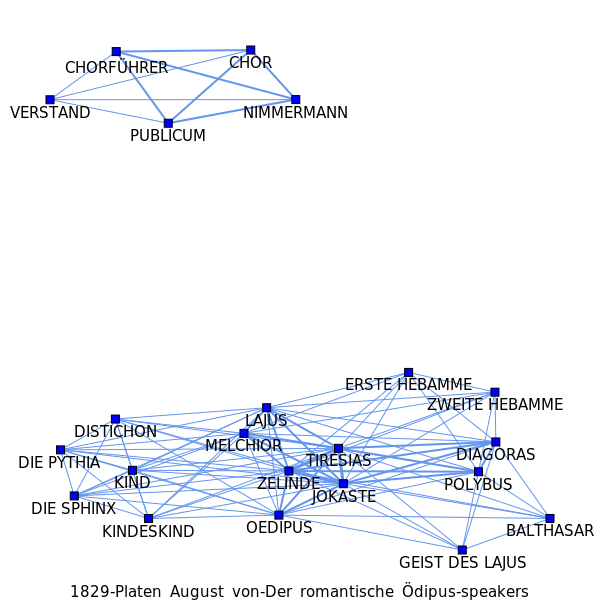 CHORFÜHRER
CHOR
VERSTAND
NIMMERMANN
PUBLICUM
ERSTE HEBAMME
ZWEITE HEBAMME
LAJUS
DISTICHON
MELCHIOR
DIE PYTHIA
TIRESIAS
DIAGORAS
KIND
ZELINDE
POLYBUS
JOKASTE
DIE SPHINX
OEDIPUS
KINDESKIND
BALTHASAR
GEIST DES LAJUS
1829-Platen August von-Der romantische Ödipus-speakers